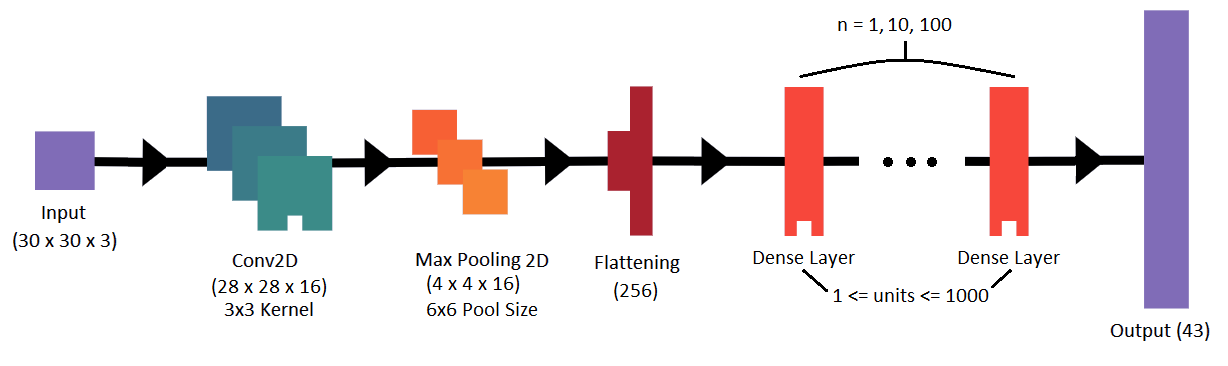 n = 1, 10, 100
Input
(30 x 30 x 3)
Conv2D
(28 x 28 x 16)
3x3 Kernel
Max Pooling 2D
(4 x 4 x 16)
6x6 Pool Size
Flattening
(256)
Dense Layer
Dense Layer
1 <= units <= 1000
Output (43)